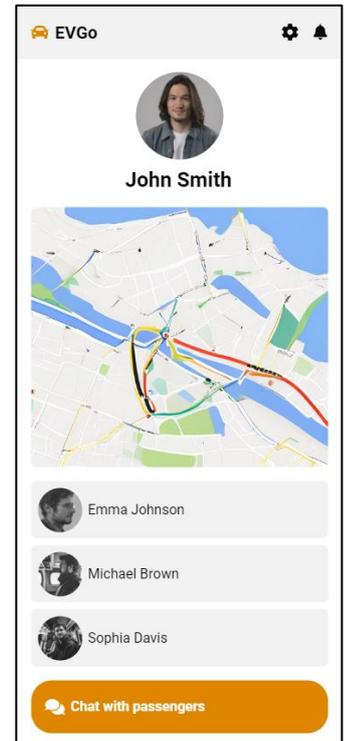 EVGo
John Smith
Emma Johnson
Michael Brown
Sophia Davis
Chat with passengers